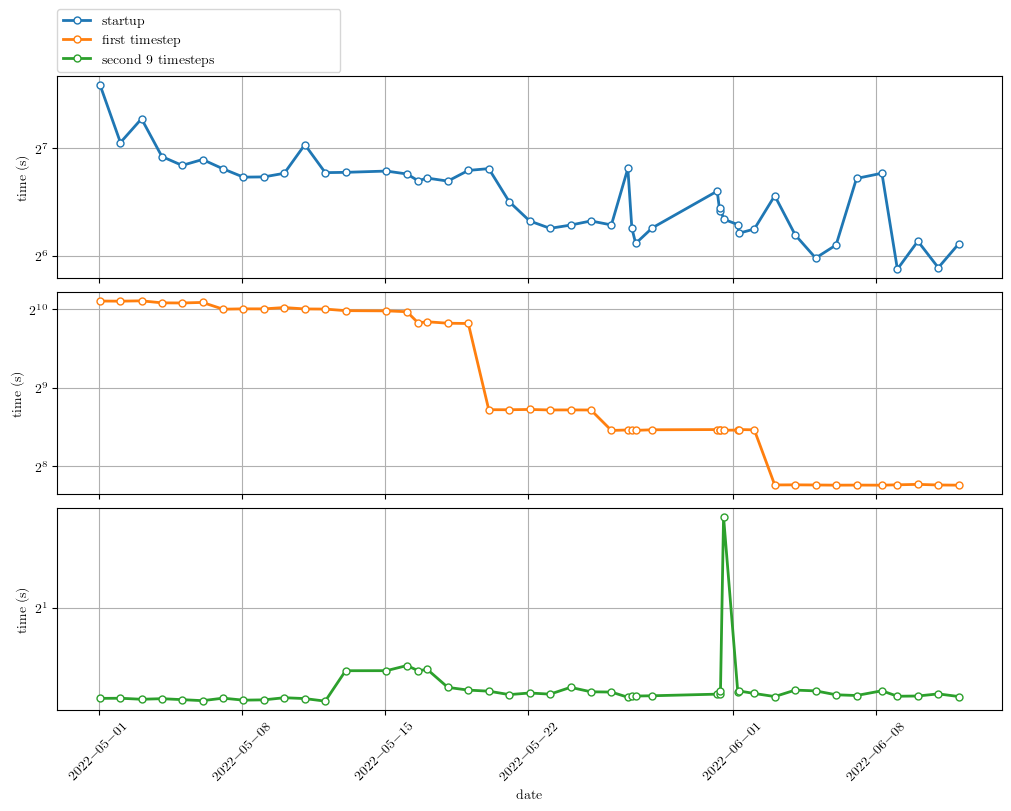 startup
first timestep
second 9 timesteps
2^7
2^6
time (s)
2^10
2^9
2^8
time (s)
2^1
time (s)
2022−05−01
2022−05−08
2022−05−15
2022−05−22
2022−06−01
2022−06−08
date